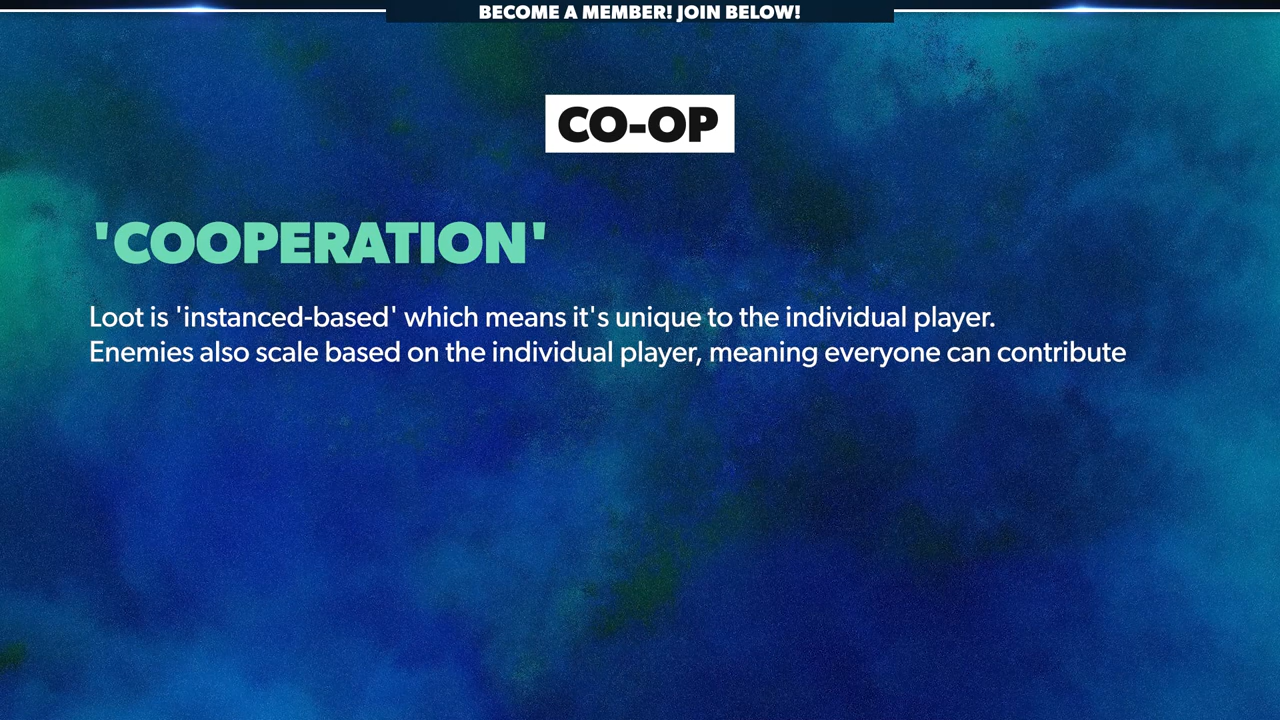 BECOME A MEMBER! JOIN BELOW!
CO-OP
'COOPERATION'
Loot is 'instanced-based' which means it's unique to the individual player.
Enemies also scale based on the individual player, meaning everyone can contribute